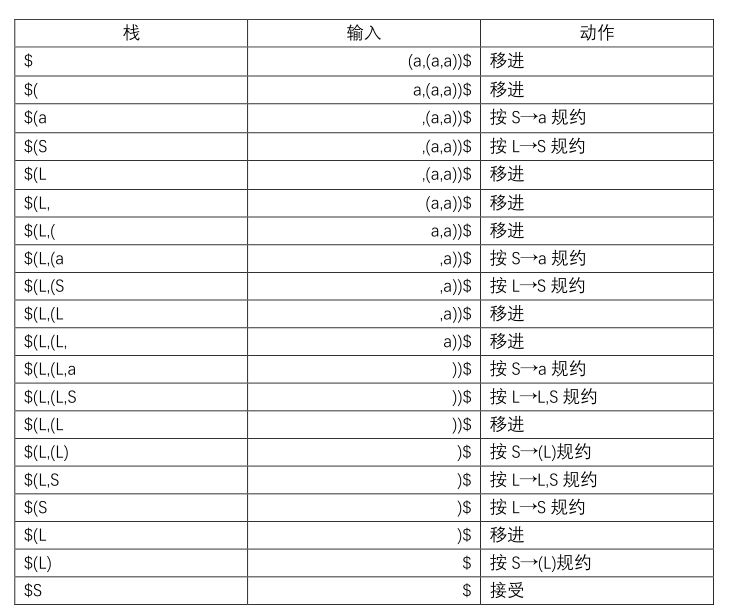 栈 输入 动作
$ (a,(a,a))$ 移进
$( a,(a,a))$ 移进
$(a ,(a,a))$ 按 S→a 规约
$(S ,(a,a))$ 按 L→S 规约
$(L ,(a,a))$ 移进
$(L, (a,a))$ 移进
$(L,( a,a))$ 移进
$(L,(a ,a))$ 按 S→a 规约
$(L,(S ,a))$ 按 L→S 规约
$(L,(L ,a))$ 移进
$(L,(L, a))$ 移进
$(L,(L,a ))$ 按 S→a 规约
$(L,(L,S ))$ 按 L→L,S 规约
$(L,(L ))$ 移进
$(L,(L) )$ 按 S→(L)规约
$(L,S )$ 按 L→L,S 规约
$(S )$ 按 L→S 规约
$(L )$ 移进
$(L) $ 按 S→(L)规约
$S $ 接受